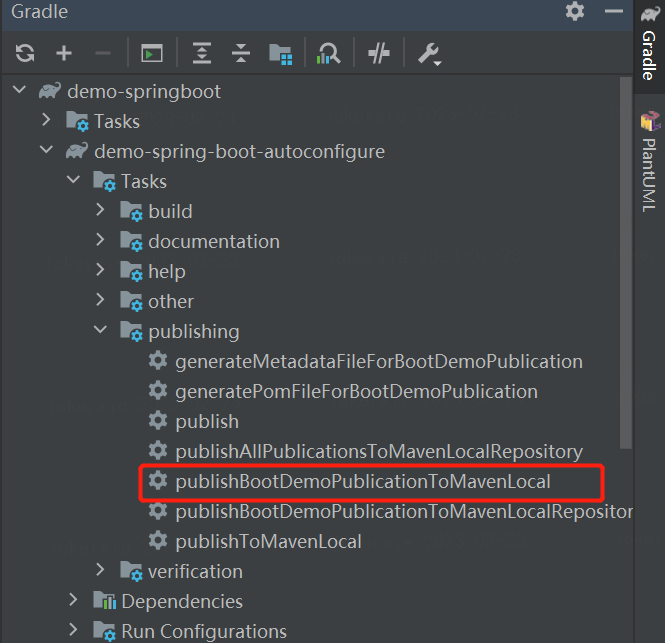 Gradle
demo-springboot
Tasks
demo-spring-boot-autoconfigure
Tasks
build
documentation
help
other
publishing
generateMetadataFileForBootDemoPublication
generatePomFileForBootDemoPublication
publish
publishAllPublicationsToMavenLocalRepository
publishBootDemoPublicationToMavenLocal
publishBootDemoPublicationToMavenLocalRepositor
publishToMavenLocal
verification
Dependencies
Run Configurations
Gradle
PlantUML